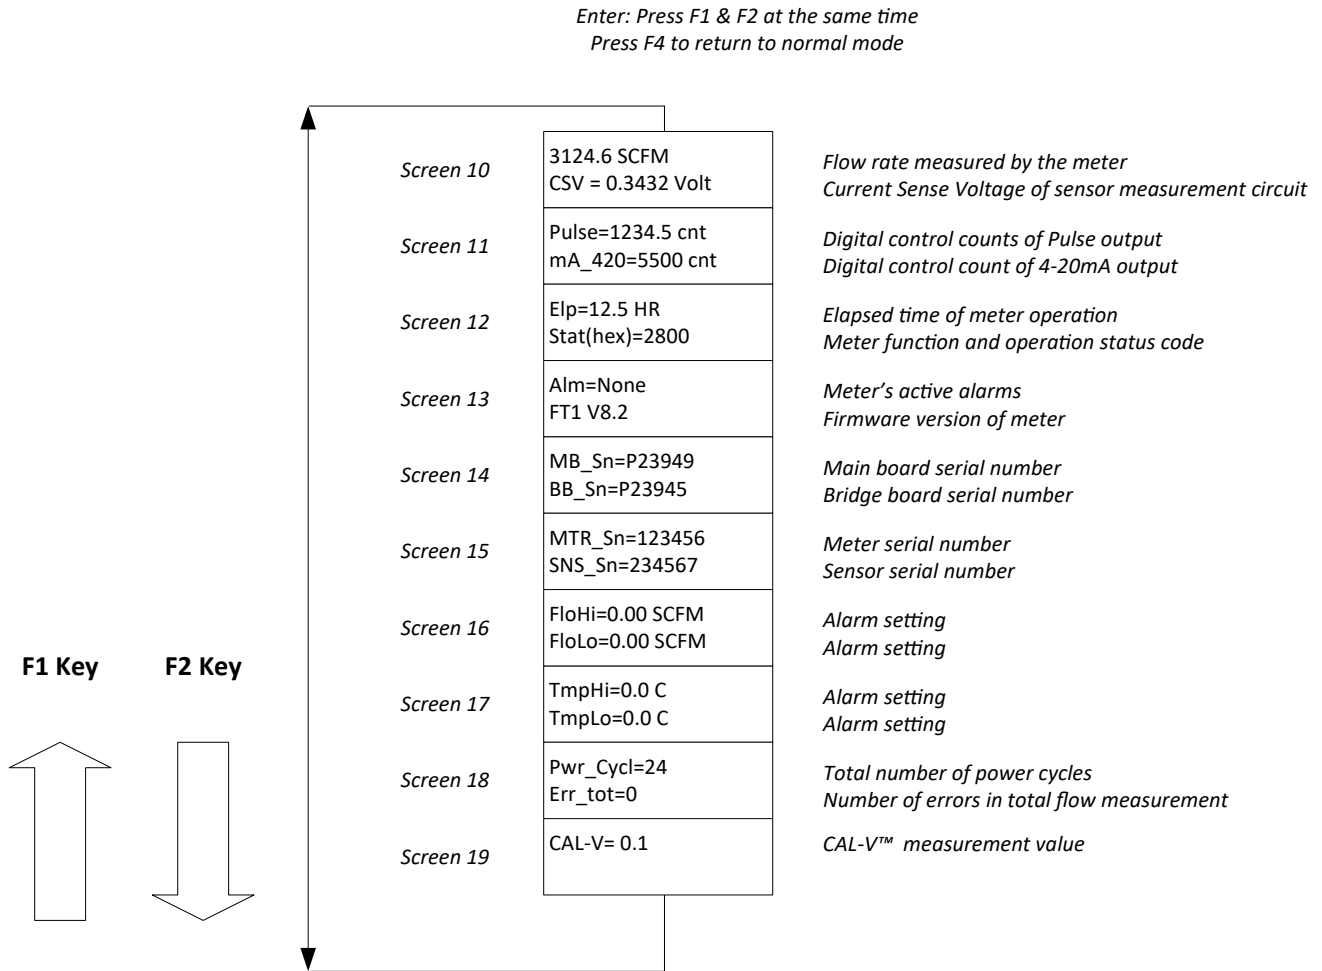 Enter: Press F1 & F2 at the same time
Press F4 to return to normal mode
Screen 10
3124.6 SCFM
CSV = 0.3432 Volt
Flow rate measured by the meter
Current Sense Voltage of sensor measurement circuit
Screen 11
Pulse=1234.5 cnt
mA_420=5500 cnt
Digital control counts of Pulse output
Digital control count of 4-20mA output
Screen 12
Elp=12.5 HR
Stat(hex)=2800
Elapsed time of meter operation
Meter function and operation status code
Screen 13
Alm=None
FT1 V8.2
Meter’s active alarms
Firmware version of meter
Screen 14
MB_Sn=P23949
BB_Sn=P23945
Main board serial number
Bridge board serial number
Screen 15
MTR_Sn=123456
SNS_Sn=234567
Meter serial number
Sensor serial number
Screen 16
FloHi=0.00 SCFM
FloLo=0.00 SCFM
Alarm setting
Alarm setting
F1 Key
F2 Key
Screen 17
TmpHi=0.0 C
TmpLo=0.0 C
Alarm setting
Alarm setting
Screen 18
Pwr_Cycl=24
Err_tot=0
Total number of power cycles
Number of errors in total flow measurement
Screen 19
CAL-V= 0.1
CAL-V™ measurement value